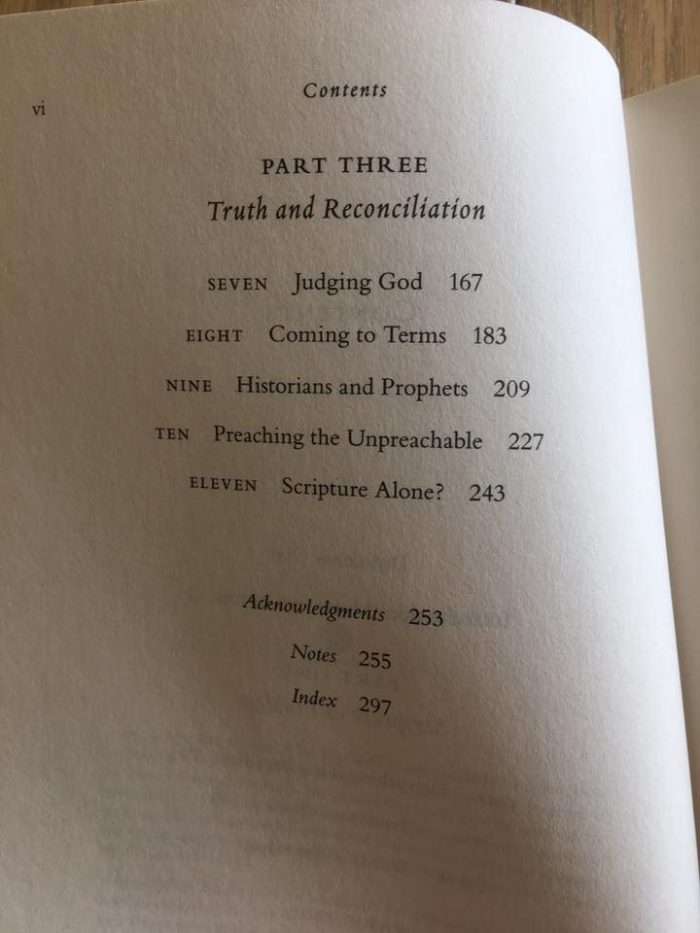 Contents
vi
PART THREE
Truth and Reconciliation
SEVEN Judging God 167
EIGHT Coming to Terms 183
NINE Historians and Prophets 209
TEN Preaching the Unpreachable 227
ELEVEN Scripture Alone? 243
Acknowledgments 253
Notes 255
Index 297